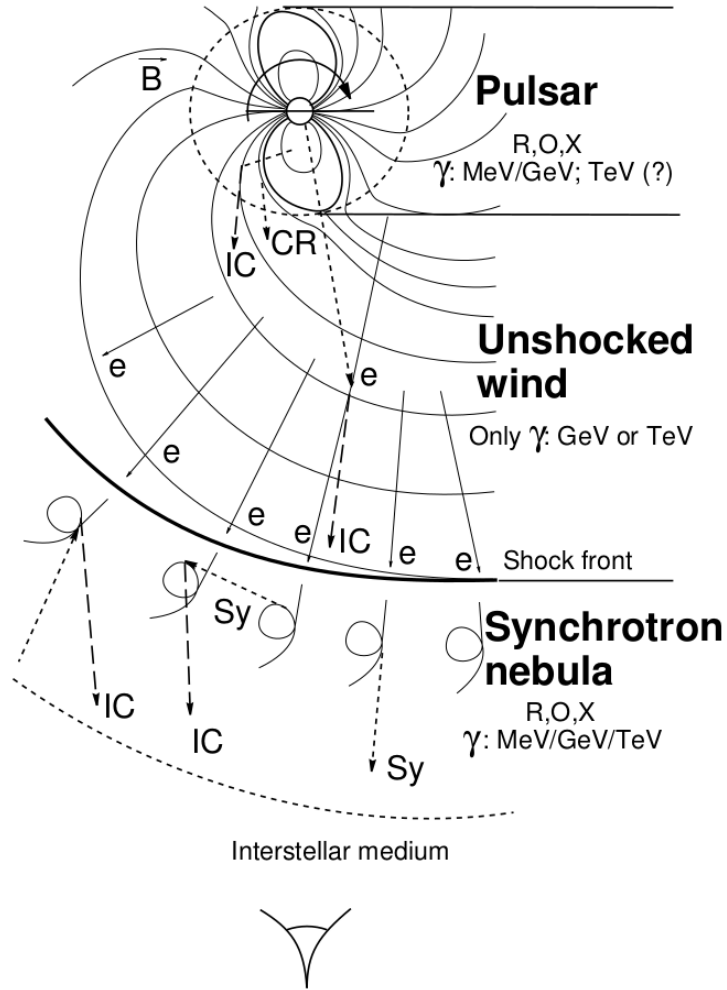 B
Pulsar
R,O,X
γ: MeV/GeV; TeV (?)
CR
IC
Unshocked
wind
e
e
Only γ: GeV or TeV
e
e
e
IC
e
e
Shock front
Sy
Synchrotron
nebula
IC
R,O,X
IC
γ: MeV/GeV/TeV
Sy
Interstellar medium